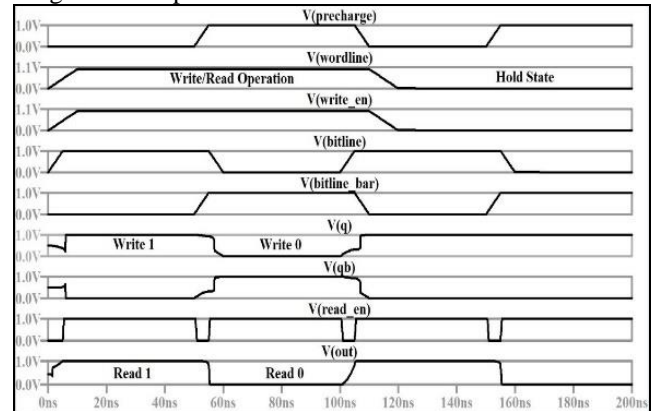 V(precharge)
1.0V
0.0V
V(wordline)
1.1V
Write/Read Operation Hold State
0.0V
V(write_en)
1.1V
0.0V
V(bitline)
1.0V
0.0V
V(bitline_bar)
1.0V
0.0V
V(q)
1.0V
Write 1 Write 0
0.0V
V(qb)
1.0V
0.0V
V(read_en)
1.0V
0.0V
V(out)
1.0V
Read 1 Read 0
0.0V
0ns 20ns 40ns 60ns 80ns 100ns 120ns 140ns 160ns 180ns 200ns